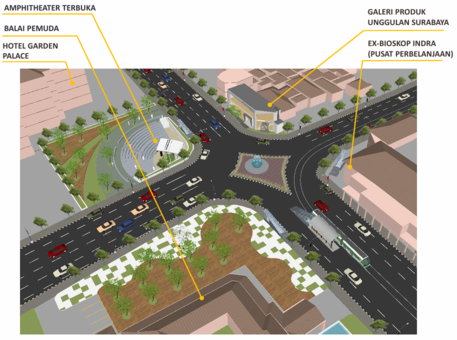 AMPHITHEATER TERBUKA
BALAI PEMUDA
HOTEL GARDEN
PALACE
GALERI PRODUK
UNGGULAN SURABAYA
EX-BIOSKOP INDRA
(PUSAT PERBELANJAAN)